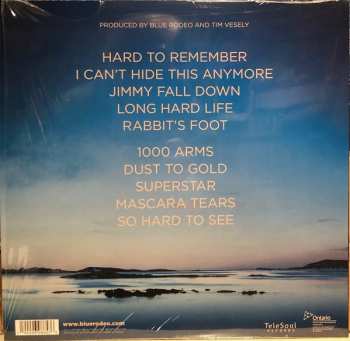 PRODUCED BY BLUE RODEO AND TIM VESELY
HARD TO REMEMBER
I CAN'T HIDE THIS ANYMORE
JIMMY FALL DOWN
LONG HARD LIFE
RABBIT'S FOOT
1000 ARMS
DUST TO GOLD
SUPERSTAR
MASCARA TEARS
SO HARD TO SEE
www.bluerodeo.com
TeleSoul
RECORDS
Ontario